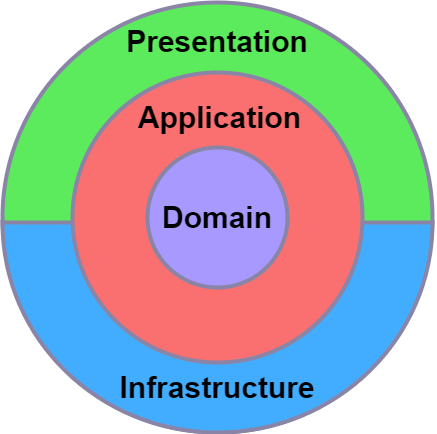 Presentation
Application
Domain
Infrastructure